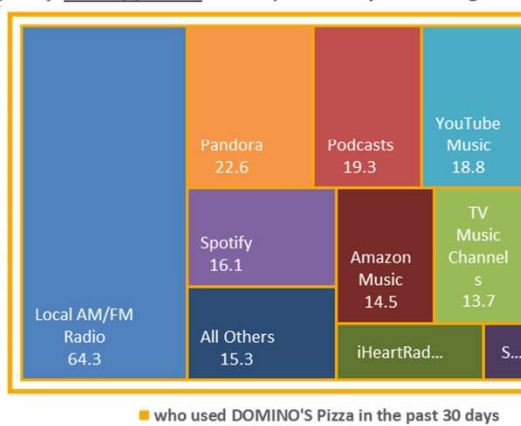 Pandora
22.6
Podcasts
19.3
YouTube
Music
18.8
Spotify
16.1
Amazon
Music
14.5
TV
Music
Channel
s
13.7
Local AM/FM
Radio
64.3
All Others
15.3
iHeartRad...
S...
who used DOMINO'S Pizza in the past 30 days